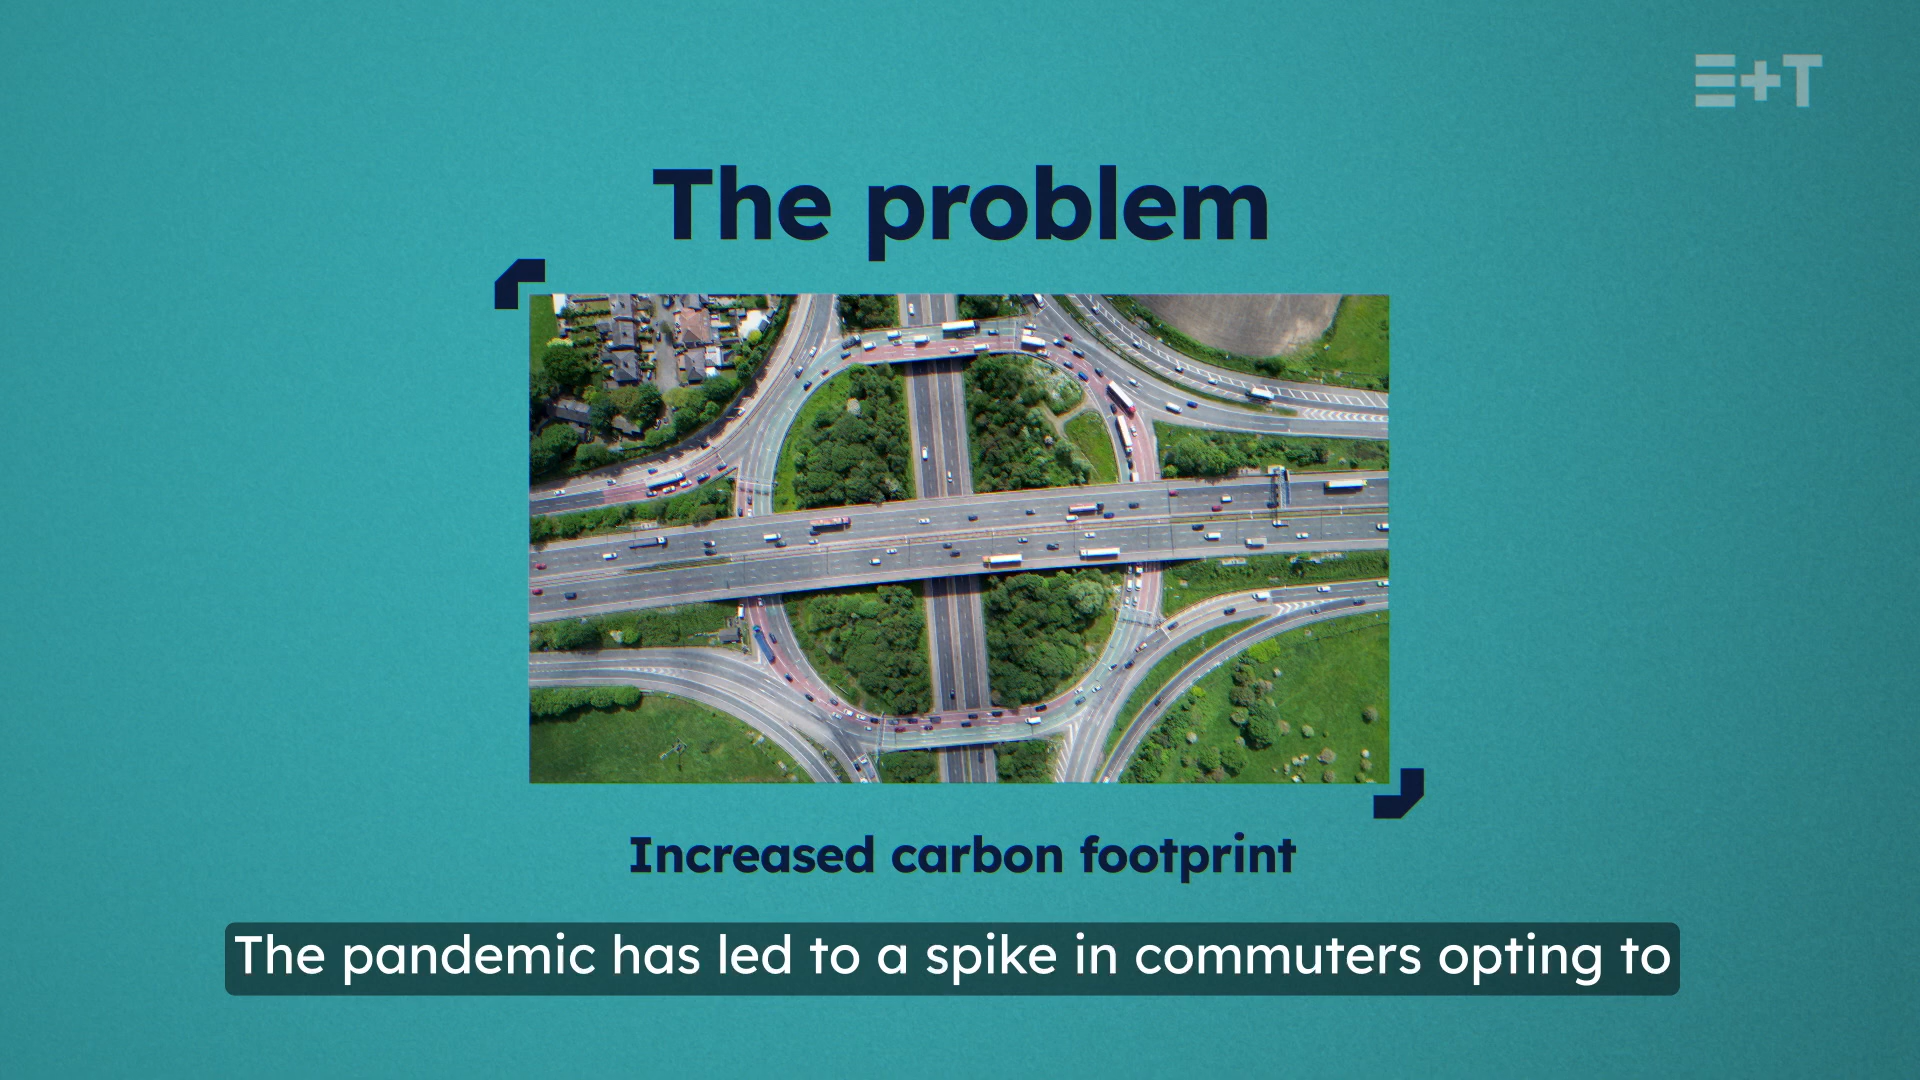 E+T
The problem
Increased carbon footprint
The pandemic has led to a spike in commuters opting to